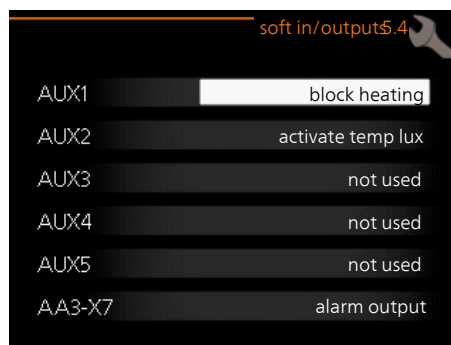 soft in/outputs5.4
AUX1 block heating
AUX2 activate temp lux
AUX3 not used
AUX4 not used
AUX5 not used
AA3-X7 alarm output